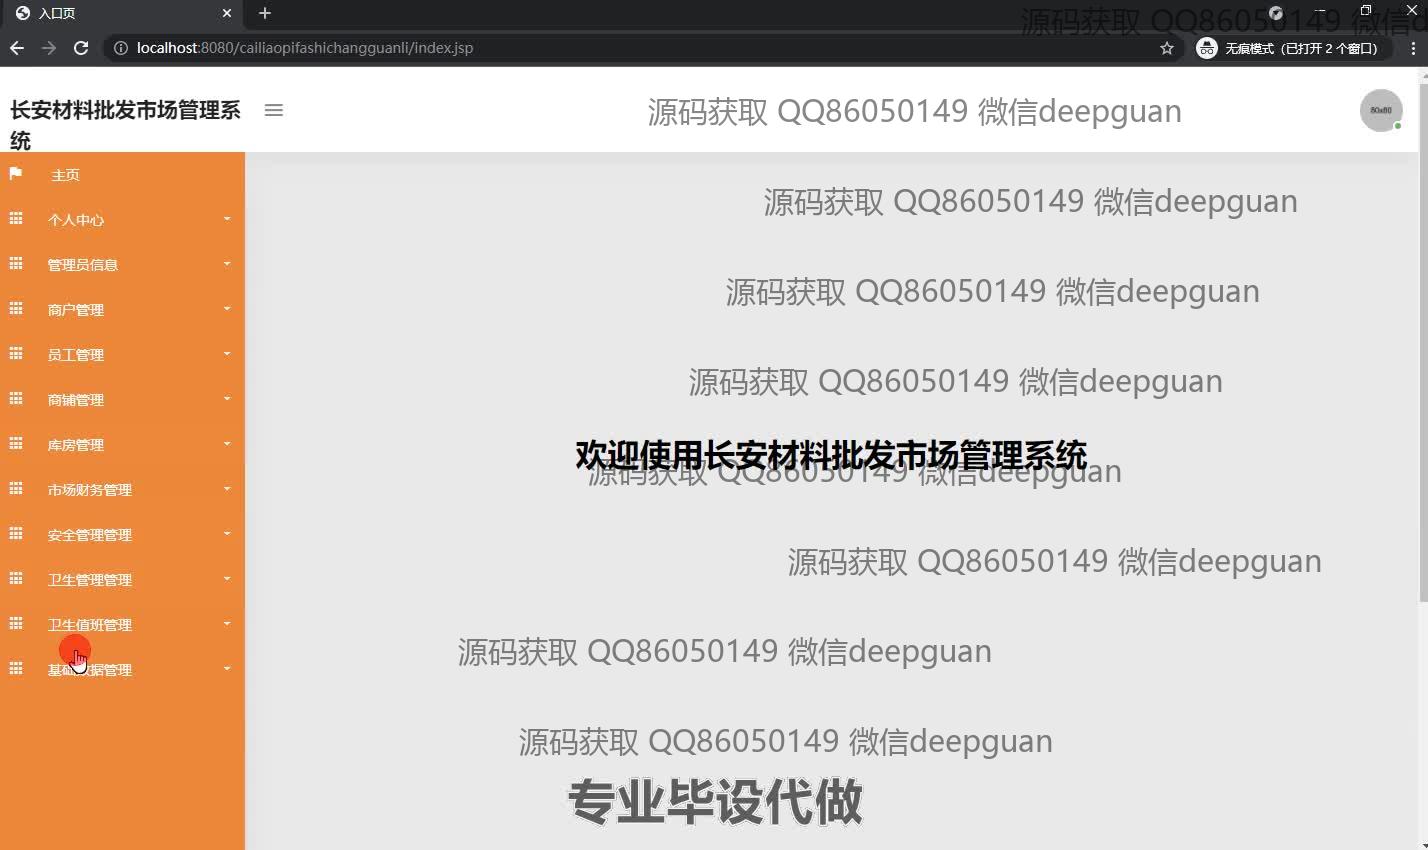 入口页
源码获取 QQ86050149 微信d
localhost:8080/cailiaopifashichangguanli/index.jsp
无痕模式（已打开 2 个窗口）
长安材料批发市场管理系
统
源码获取 QQ86050149 微信deepguan
80x80
主页
源码获取 QQ86050149 微信deepguan
个人中心
管理员信息
源码获取 QQ86050149 微信deepguan
商户管理
员工管理
源码获取 QQ86050149 微信deepguan
商铺管理
库房管理
欢迎使用长安材料批发市场管理系统
源码获取 QQ86050149 微信deepguan
市场财务管理
安全管理管理
源码获取 QQ86050149 微信deepguan
卫生管理管理
卫生值班管理
源码获取 QQ86050149 微信deepguan
基础数据管理
源码获取 QQ86050149 微信deepguan
专业毕设代做